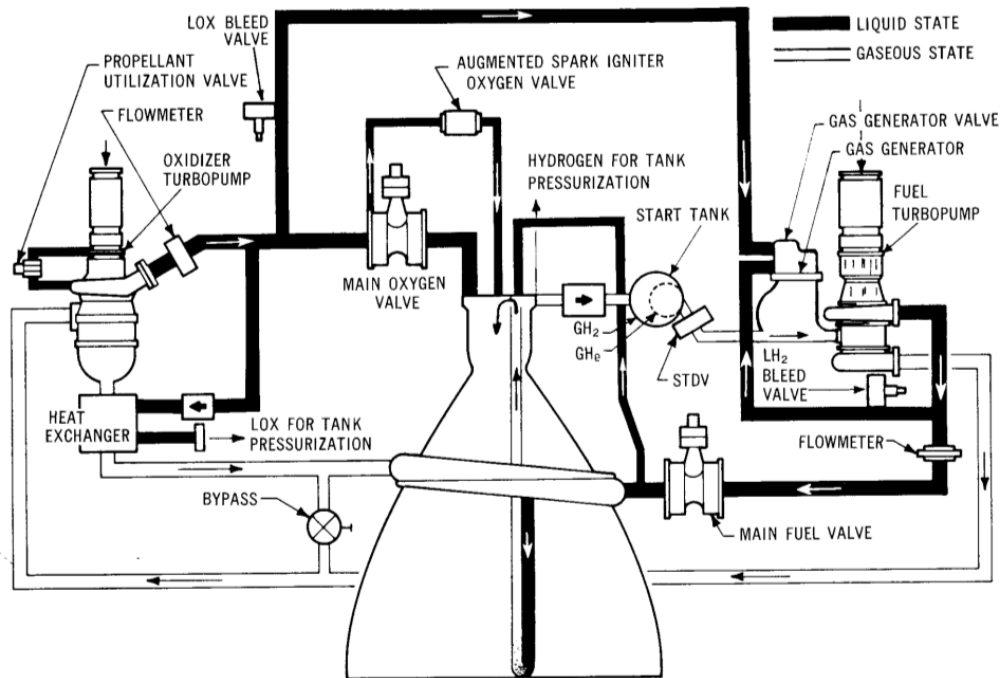 LOX BLEED
VALVE
LIQUID STATE
GASEOUS STATE
PROPELLANT
UTILIZATION VALVE
AUGMENTED SPARK IGNITER
OXYGEN VALVE
FLOWMETER
GAS GENERATOR VALVE
GAS GENERATOR
OXIDIZER
TURBOPUMP
HYDROGEN FOR TANK
PRESSURIZATION
FUEL
TURBOPUMP
START TANK
MAIN OXYGEN
VALVE
GH2
GHe
STDV
LH2
BLEED
VALVE
HEAT
EXCHANGER
LOX FOR TANK
PRESSURIZATION
FLOWMETER
BYPASS
MAIN FUEL VALVE